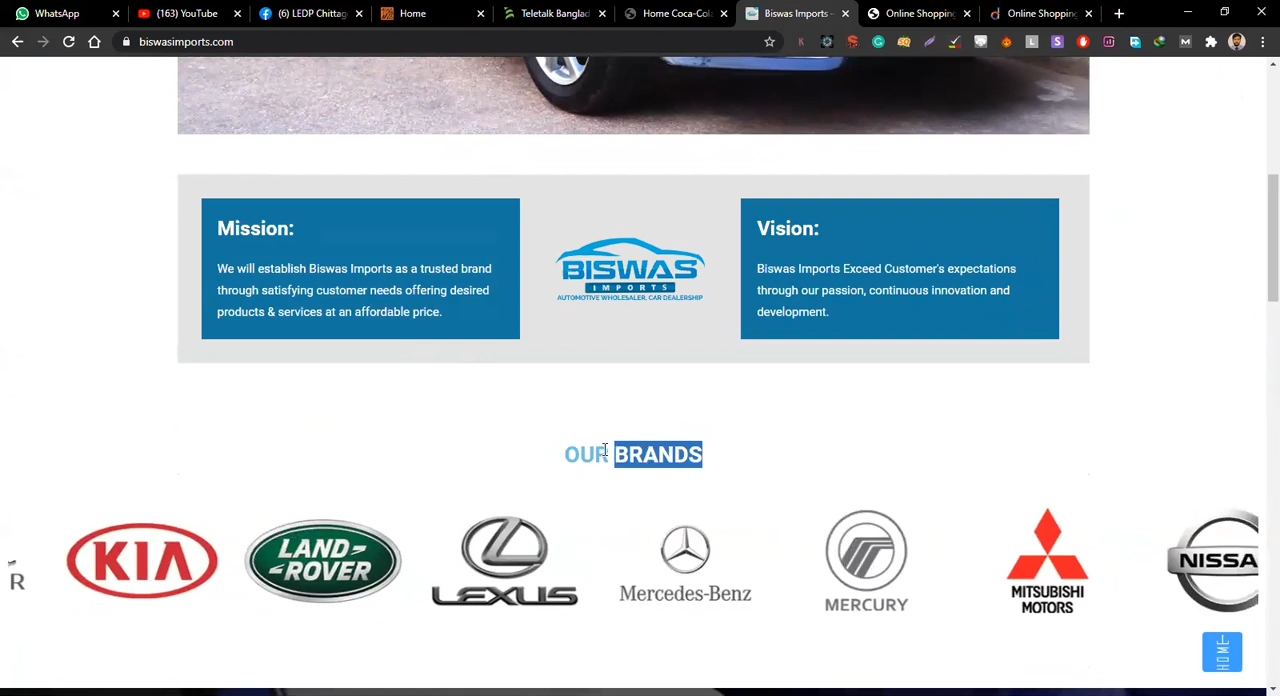 WhatsApp
(163) YouTube
(6) LEDP Chittag
Home
Teletalk Banglad
Home Coca-Col
Biswas Imports –
Online Shopping
Online Shopping
biswasimports.com
Mission:
We will establish Biswas Imports as a trusted brand
through satisfying customer needs offering desired
products & services at an affordable price.
BISWAS
IMPORTS
AUTOMOTIVE WHOLESALER, CAR DEALERSHIP
Vision:
Biswas Imports Exceed Customer's expectations
through our passion, continuous innovation and
development.
OUR BRANDS
R
KIA
LAND-
-ROVER
LEXUS
Mercedes-Benz
MERCURY
MITSUBISHI
MOTORS
NISSA
HOME